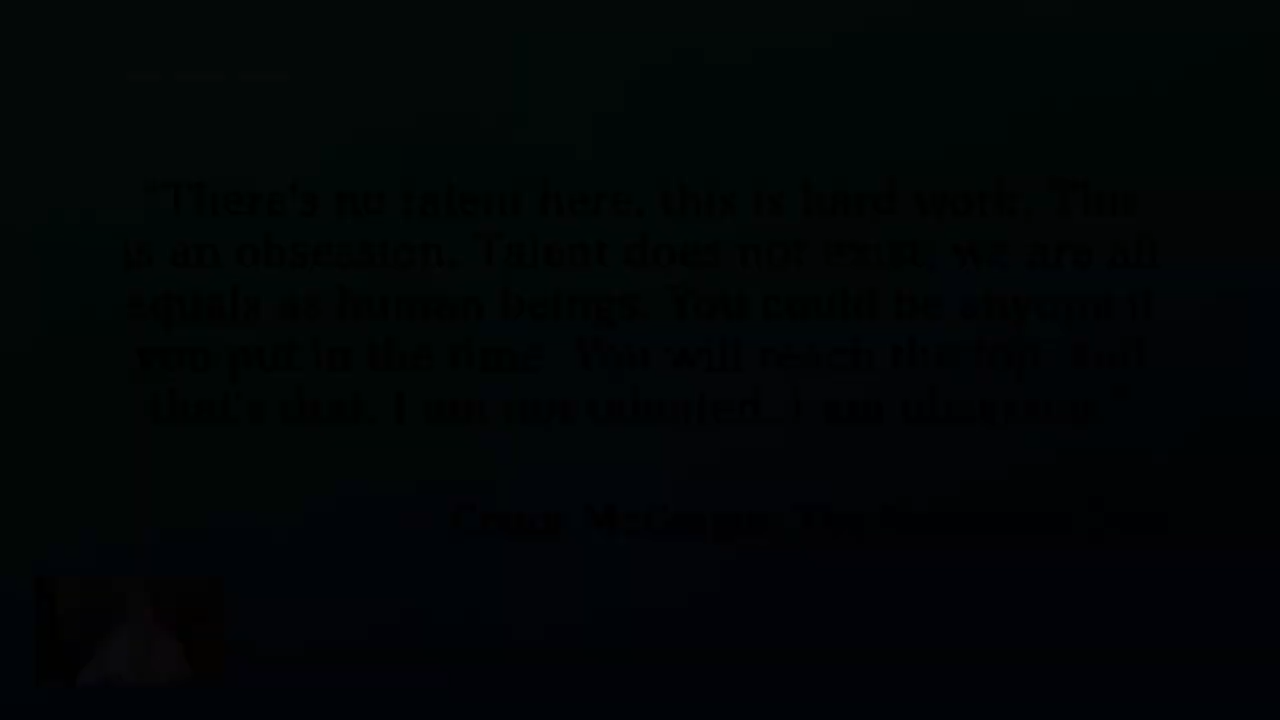 "There's no talent here, this is hard work. This
is an obsession. Talent does not exist, we are all
equals as human beings. You could be anyone if
you put in the time. You will reach the top, and
that's that. I am not talented, I am obsessed."
Conor McGregor, The